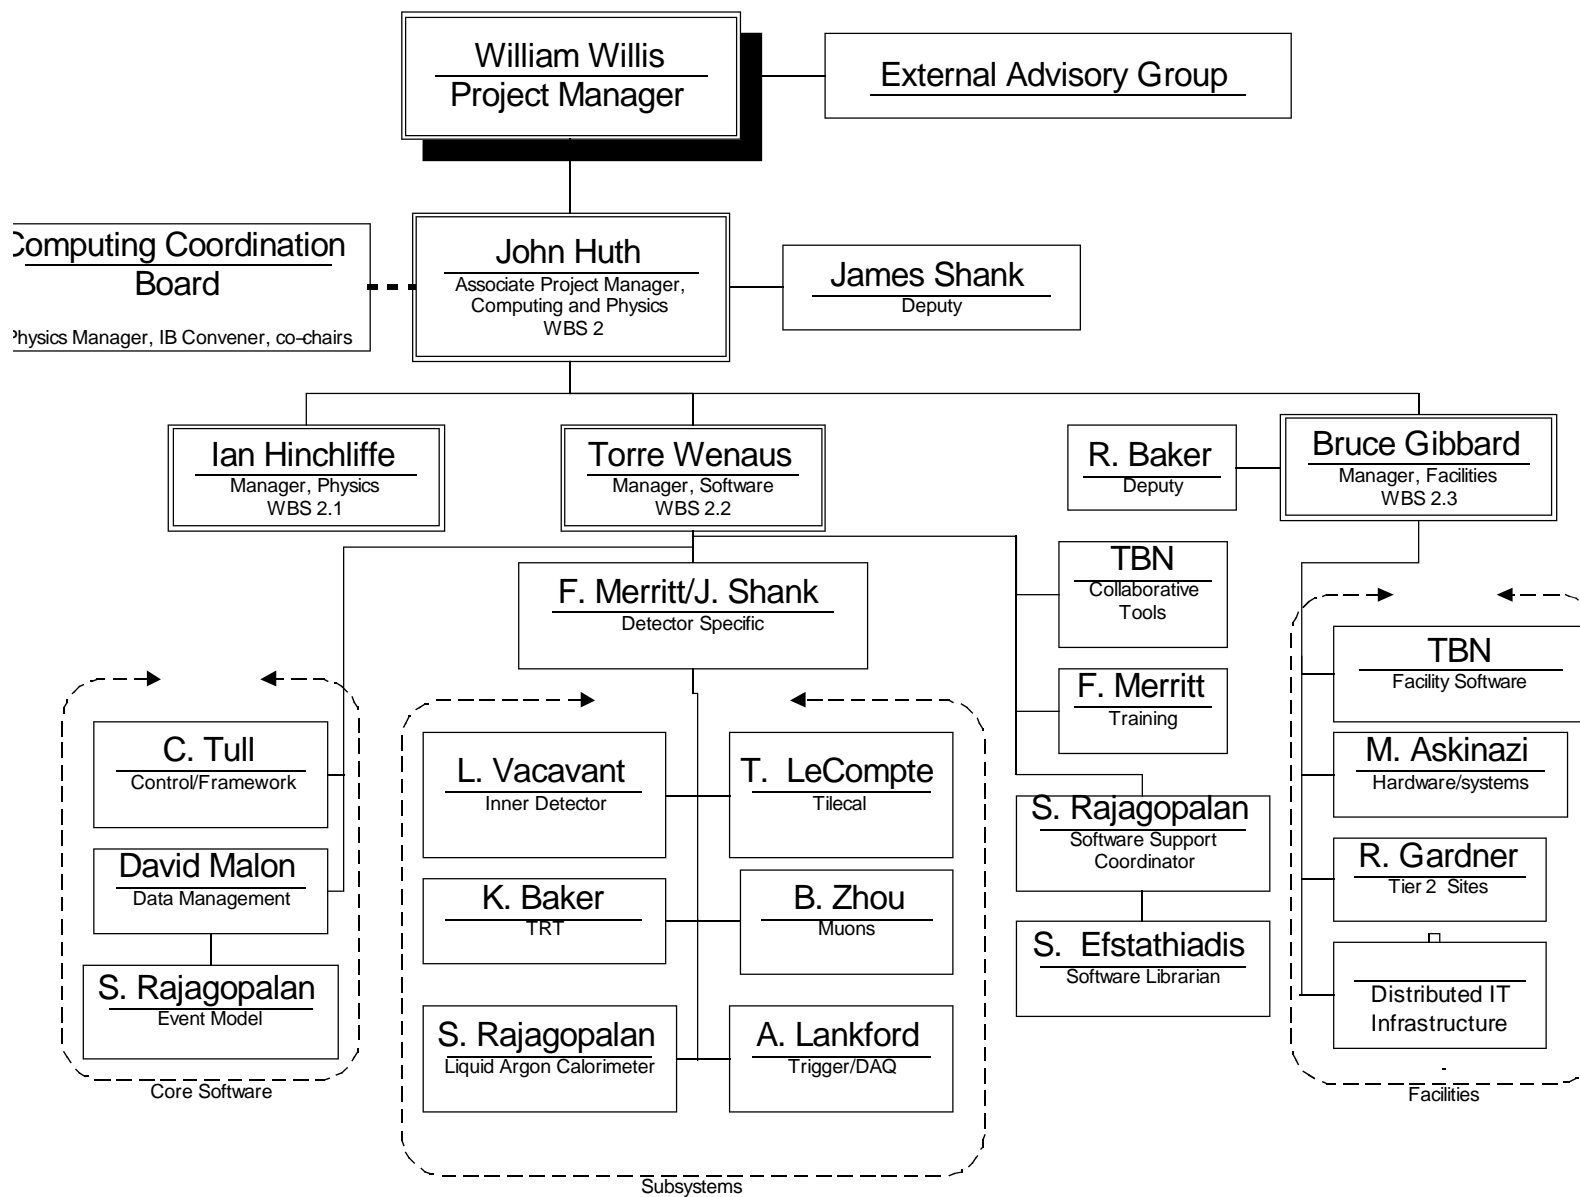 William Willis
Project Manager
External Advisory Group
Computing Coordination
Board
Physics Manager, IB Convener, co-chairs
John Huth
Associate Project Manager,
Computing and Physics
WBS 2
James Shank
Deputy
Ian Hinchliffe
Manager, Physics
WBS 2.1
Torre Wenaus
Manager, Software
WBS 2.2
R. Baker
Deputy
Bruce Gibbard
Manager, Facilities
WBS 2.3
F. Merritt/J. Shank
Detector Specific
TBN
Collaborative
Tools
F. Merritt
Training
S. Rajagopalan
Software Support
Coordinator
S. Efstathiadis
Software Librarian
C. Tull
Control/Framework
David Malon
Data Management
S. Rajagopalan
Event Model
Core Software
L. Vacavant
Inner Detector
T. LeCompte
Tilecal
K. Baker
TRT
B. Zhou
Muons
S. Rajagopalan
Liquid Argon Calorimeter
A. Lankford
Trigger/DAQ
Subsystems
TBN
Facility Software
M. Askinazi
Hardware/systems
R. Gardner
Tier 2 Sites
Distributed IT
Infrastructure
Facilities